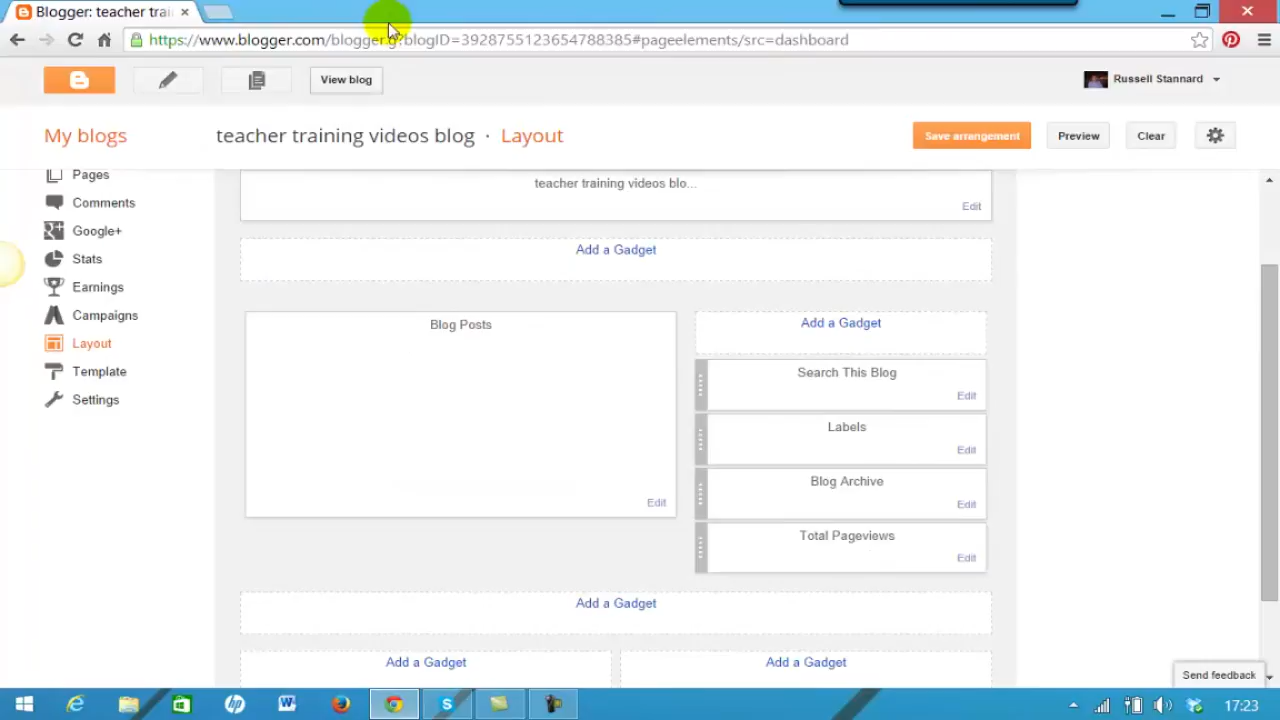 Blogger: teacher trai
https://www.blogger.com/blogger.g?blogID=3928755123654788385#pageelements/src=dashboard
View blog
Russell Stannard
My blogs
teacher training videos blog · Layout
Save arrangement
Preview
Clear
Pages
Comments
Google+
Stats
Earnings
Campaigns
Layout
Template
Settings
teacher training videos blo...
Edit
Add a Gadget
Blog Posts
Edit
Add a Gadget
Search This Blog
Edit
Labels
Edit
Blog Archive
Edit
Total Pageviews
Edit
Add a Gadget
Add a Gadget
Add a Gadget
Send feedback
17:23